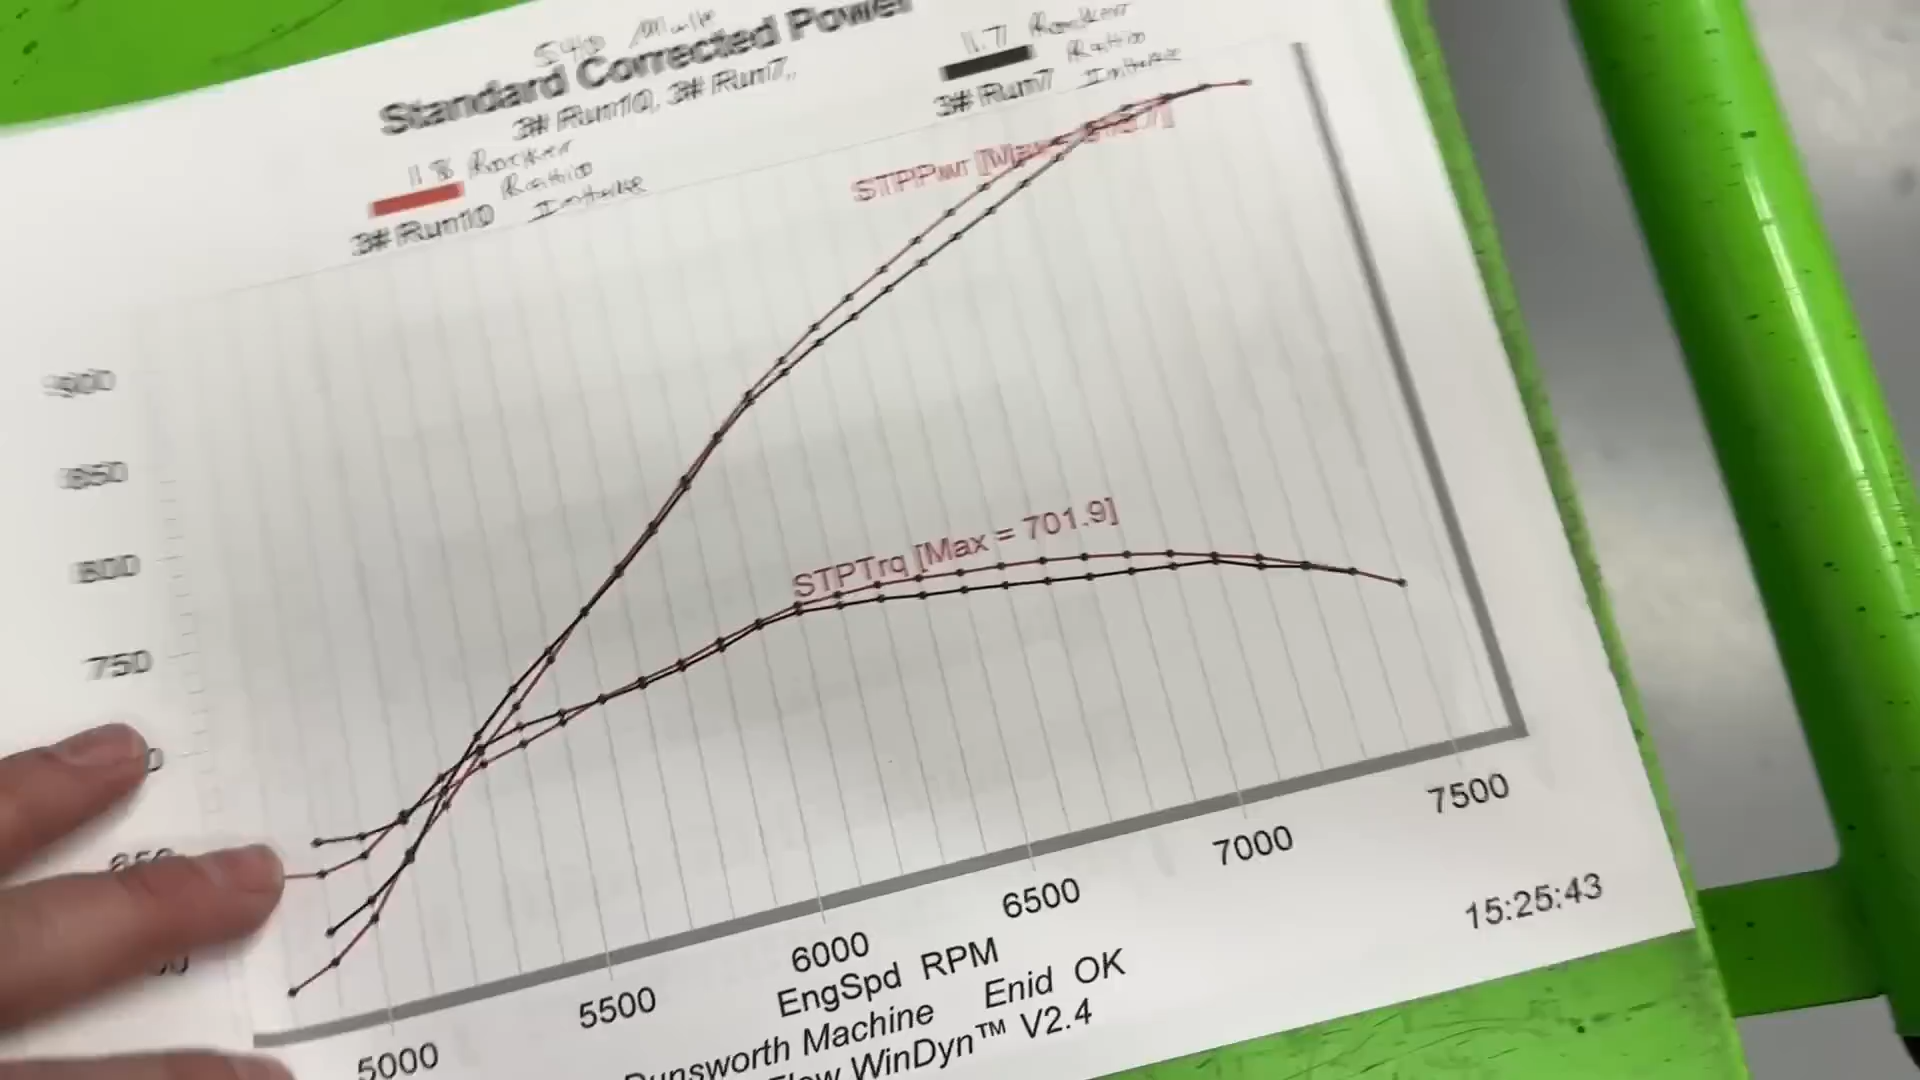 540 Mule
Standard Corrected Power
3# Run10, 3# Run7,
1.7 Rocker
Ratio
3# Run7 Intake
1.8 Rocker
Ratio
3# Run10 Intake
STPPwr [Max =
900
850
800
STPTrq [Max = 701.9]
750
650
7500
7000
6500
6000
5500
5000
15:25:43
EngSpd RPM
Dunsworth Machine Enid OK
WinDyn™ V2.4